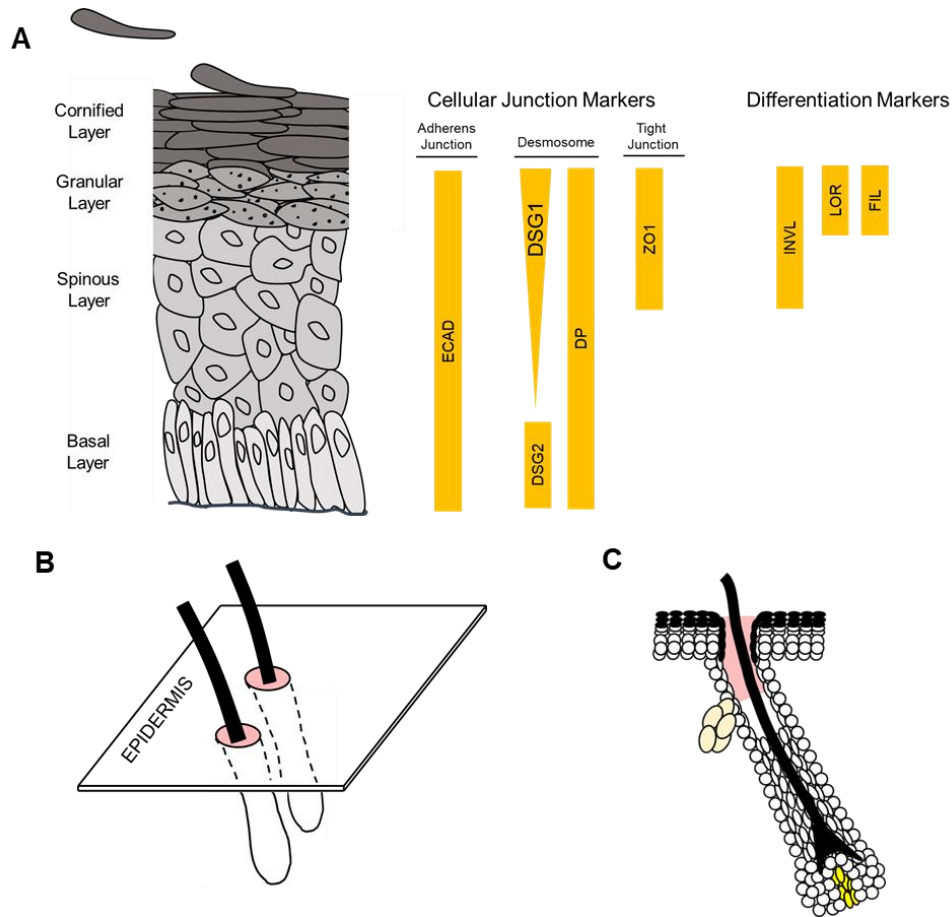 A
Cornified
Layer
Granular
Layer
Spinous
Layer
Basal
Layer
Cellular Junction Markers
Adherens
Junction
Desmosome
Tight
Junction
ECAD
DSG1
DSG2
DP
ZO1
Differentiation Markers
INVL
LOR
FIL
B
EPIDERMIS
C